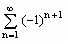 ∞
∑ (−1)ⁿ⁺¹
n=1